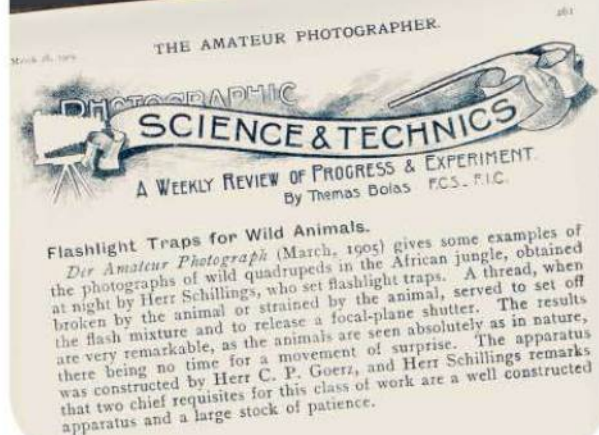 THE AMATEUR PHOTOGRAPHER.
261
PHOTOGRAPHIC
SCIENCE & TECHNICS
A WEEKLY REVIEW OF PROGRESS & EXPERIMENT.
By Thomas Bolas F.C.S. - F.I.C.
Flashlight Traps for Wild Animals.
Der Amateur Photograph (March, 1905) gives some examples of
the photographs of wild quadrupeds in the African jungle, obtained
at night by Herr Schillings, who set flashlight traps. A thread, when
broken by the animal or strained by the animal, served to set off
the flash mixture and to release a focal-plane shutter. The results
are very remarkable, as the animals are seen absolutely as in nature,
there being no time for a movement of surprise. The apparatus
was constructed by Herr C. P. Goerz, and Herr Schillings remarks
that two chief requisites for this class of work are a well constructed
apparatus and a large stock of patience.